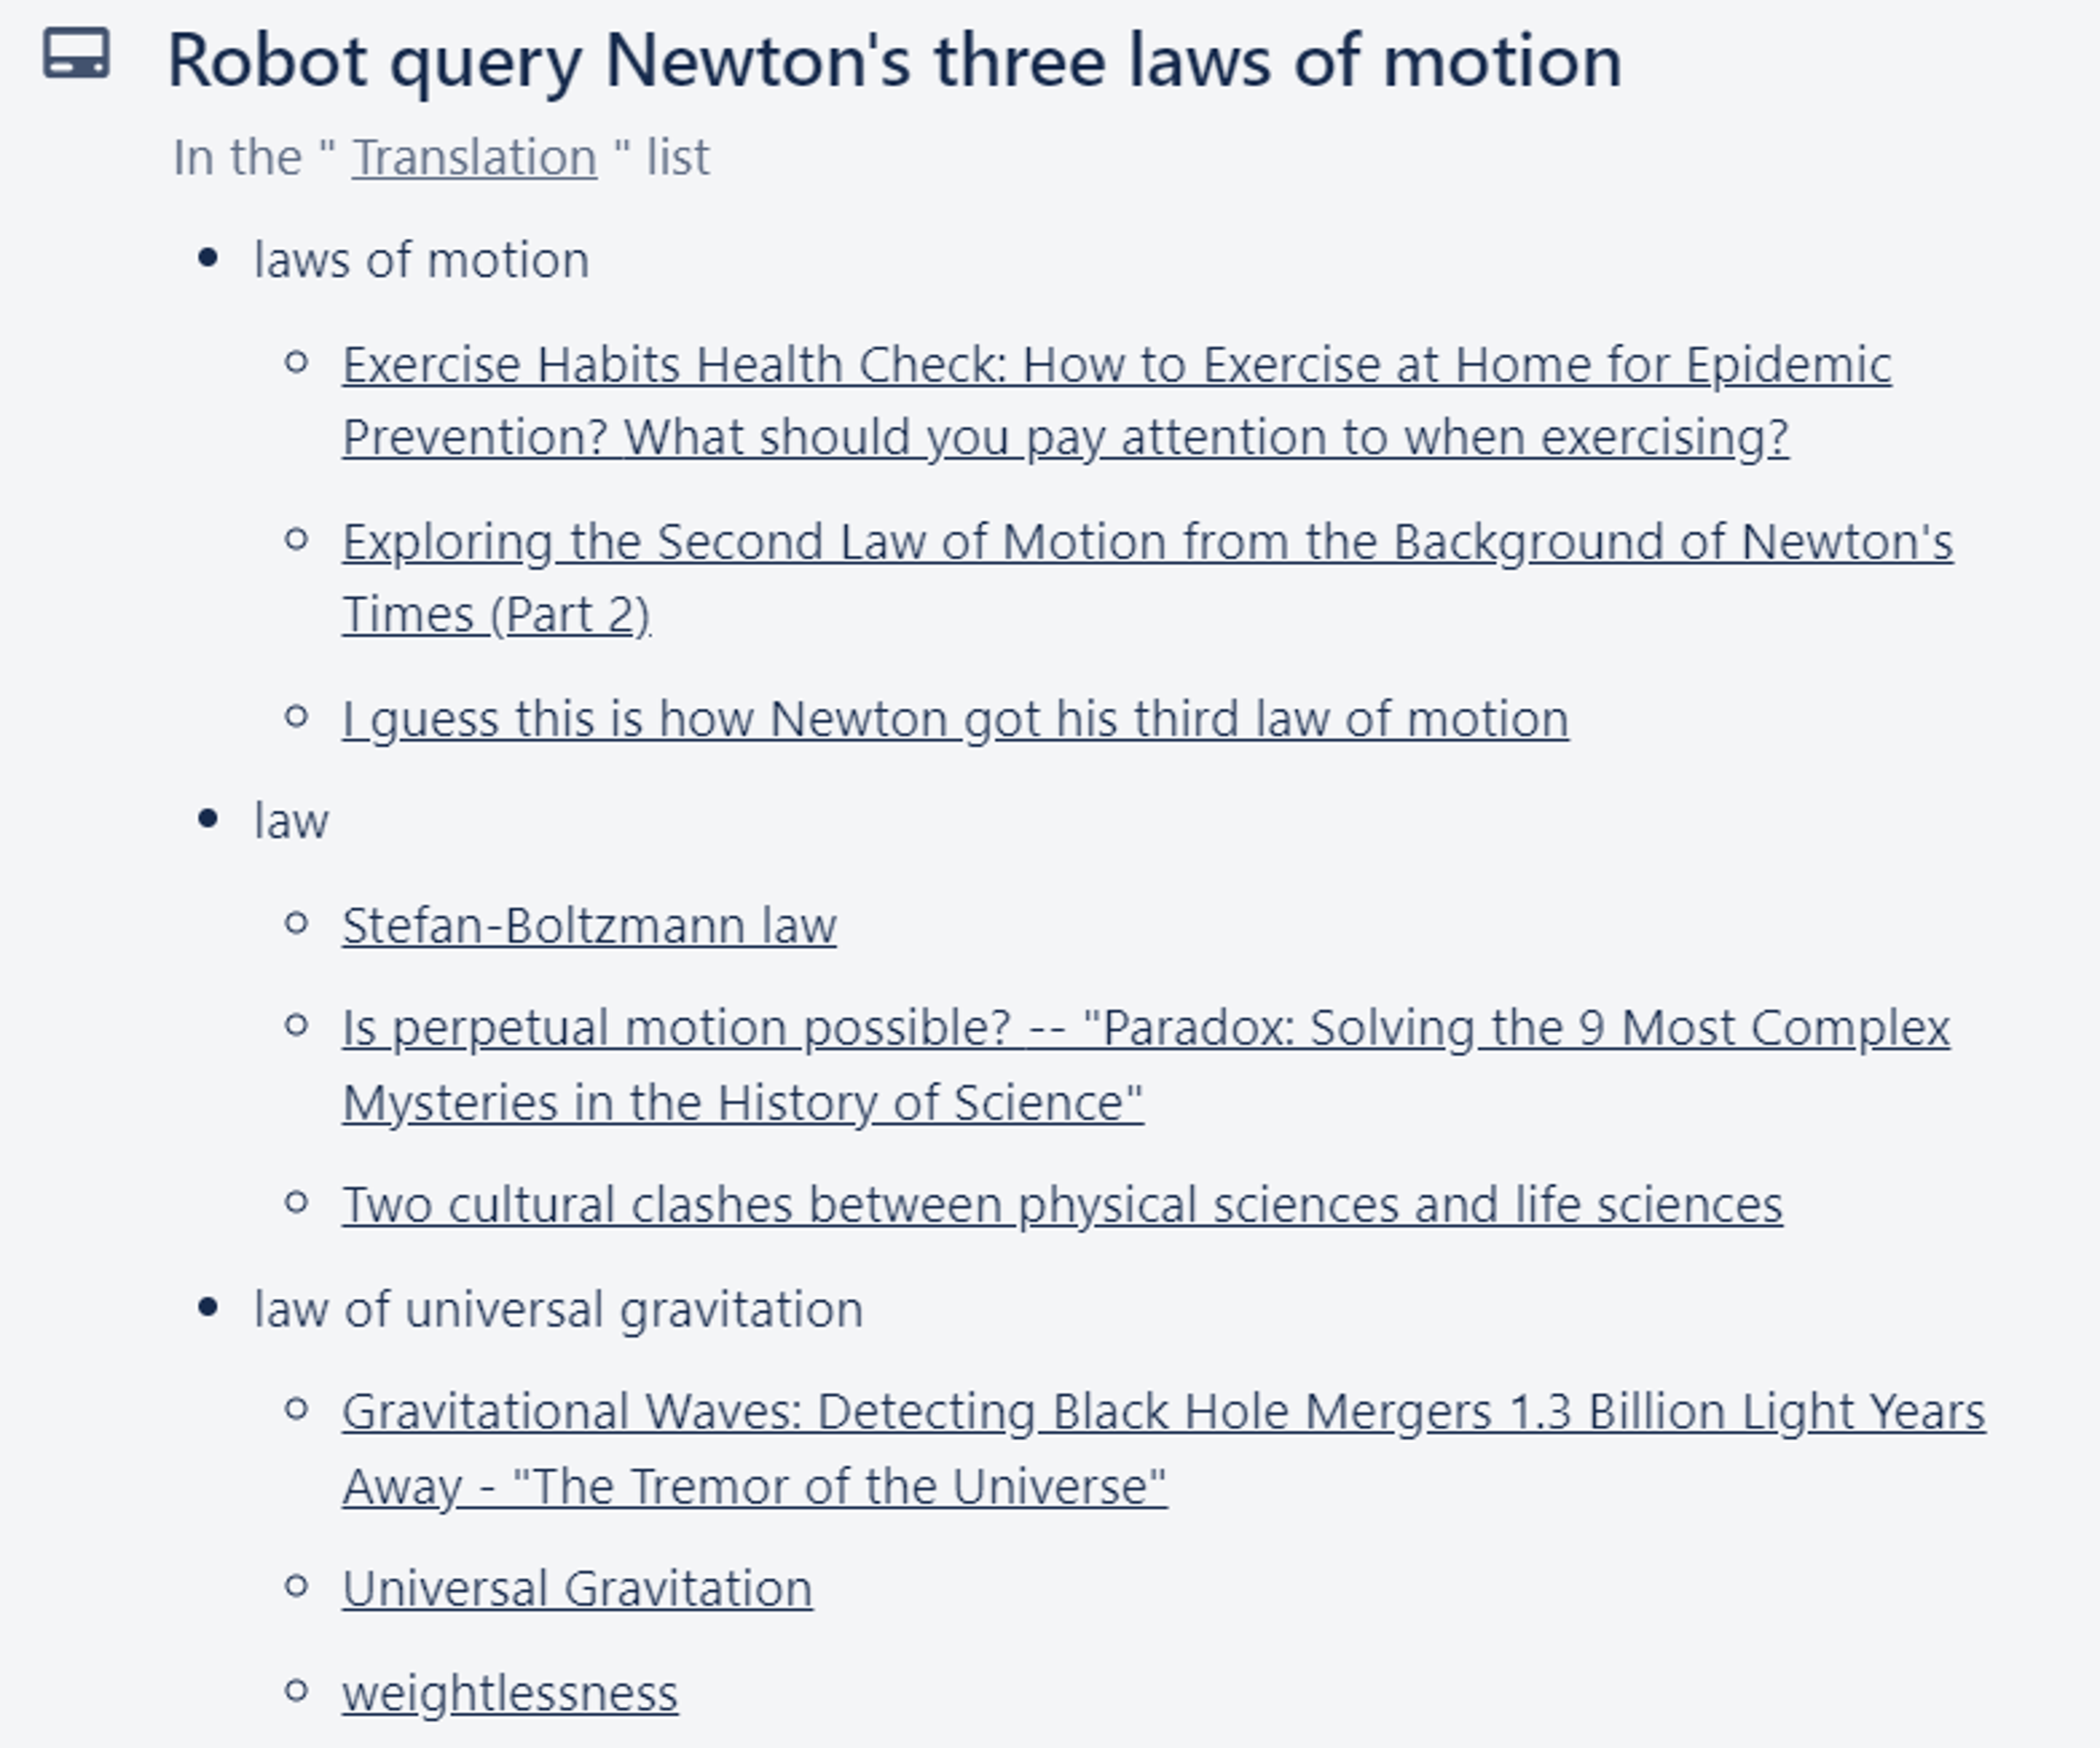 Robot query Newton's three laws of motion
In the " Translation " list
laws of motion
Exercise Habits Health Check: How to Exercise at Home for Epidemic
Prevention? What should you pay attention to when exercising?
Exploring the Second Law of Motion from the Background of Newton's
Times (Part 2)
I guess this is how Newton got his third law of motion
law
Stefan-Boltzmann law
Is perpetual motion possible? -- "Paradox: Solving the 9 Most Complex
Mysteries in the History of Science"
Two cultural clashes between physical sciences and life sciences
law of universal gravitation
Gravitational Waves: Detecting Black Hole Mergers 1.3 Billion Light Years
Away - "The Tremor of the Universe"
Universal Gravitation
weightlessness